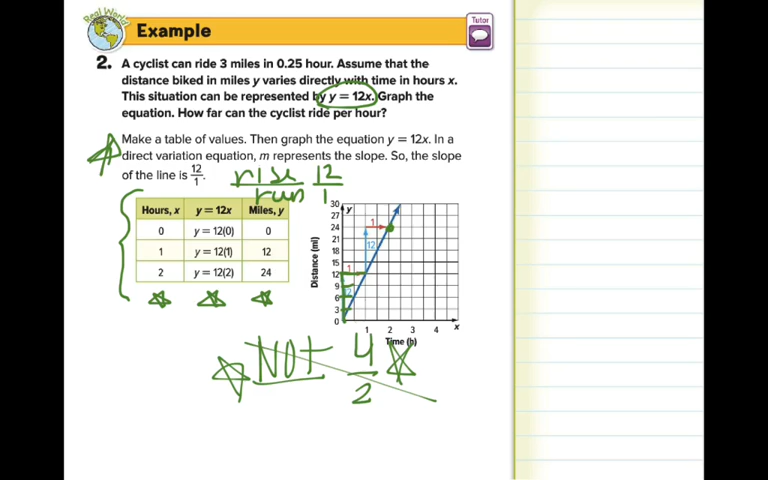 Real World
Example
Tutor
2. A cyclist can ride 3 miles in 0.25 hour. Assume that the
distance biked in miles y varies directly with time in hours x.
This situation can be represented by y = 12x. Graph the
equation. How far can the cyclist ride per hour?
Make a table of values. Then graph the equation y = 12x. In a
direct variation equation, m represents the slope. So, the slope
of the line is 12/1.
rise/run 12/1
Hours, x y = 12x Miles, y
0 y = 12(0) 0
1 y = 12(1) 12
2 y = 12(2) 24
Distance (mi)
30 y
27
24 1
21
18 12
15
12 1
9
6
3
0
1 2 3 4 x
Time (h)
NOT 4/2